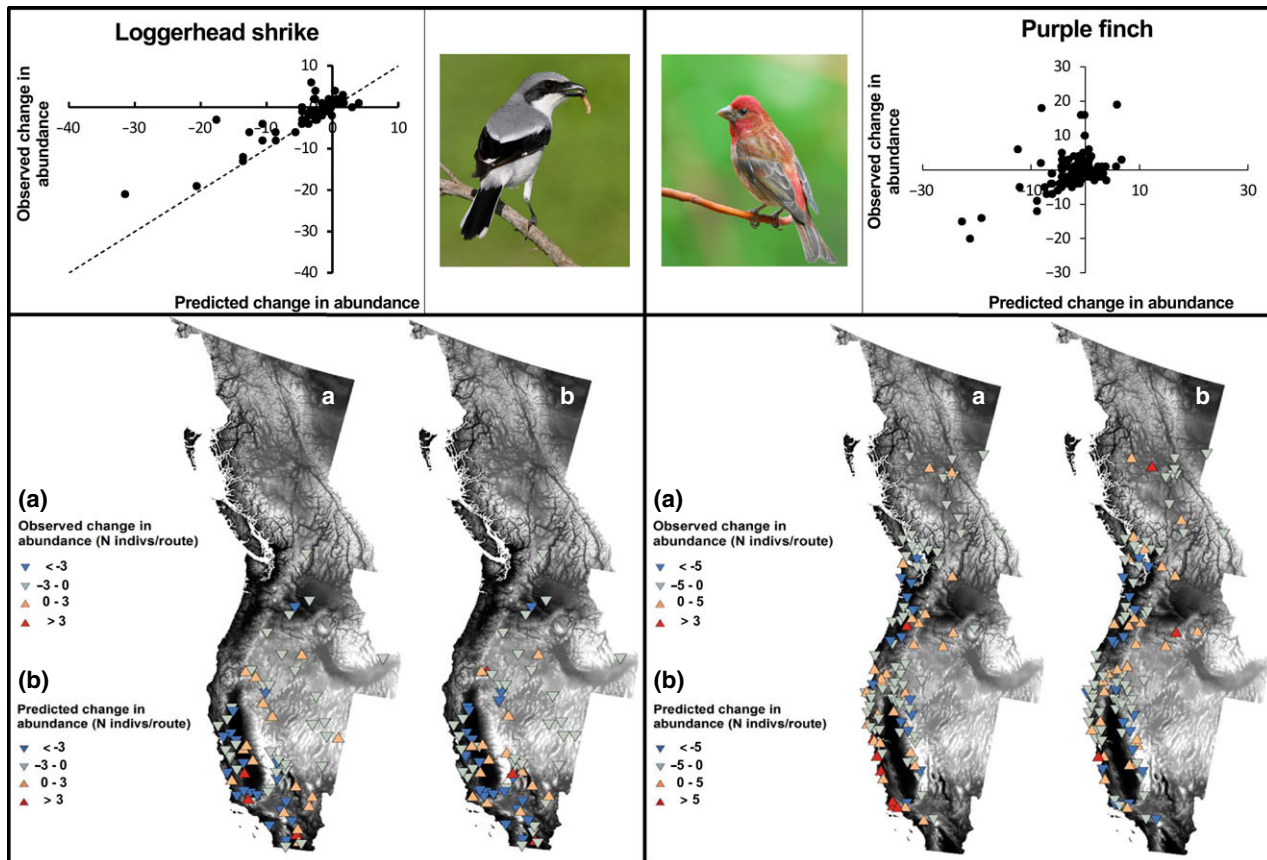 Loggerhead shrike
Observed change in
abundance
10
–40
–30
–20
–10
0
10
–10
–20
–30
–40
Predicted change in abundance
Purple finch
Observed change in
abundance
30
20
10
0
–30
–10
30
–10
–20
–30
Predicted change in abundance
a
b
(a)
Observed change in
abundance (N indivs/route)
< -3
–3 - 0
0 - 3
> 3
(b)
Predicted change in
abundance (N indivs/route)
< -3
–3 - 0
0 - 3
> 3
a
b
(a)
Observed change in
abundance (N indivs/route)
< -5
–5 - 0
0 - 5
> 3
(b)
Predicted change in
abundance (N indivs/route)
< -5
–5 - 0
0 - 5
> 5